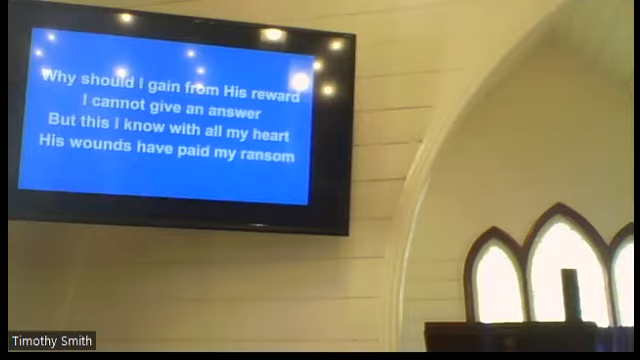 Why should I gain from His reward
I cannot give an answer
But this I know with all my heart
His wounds have paid my ransom
Timothy Smith